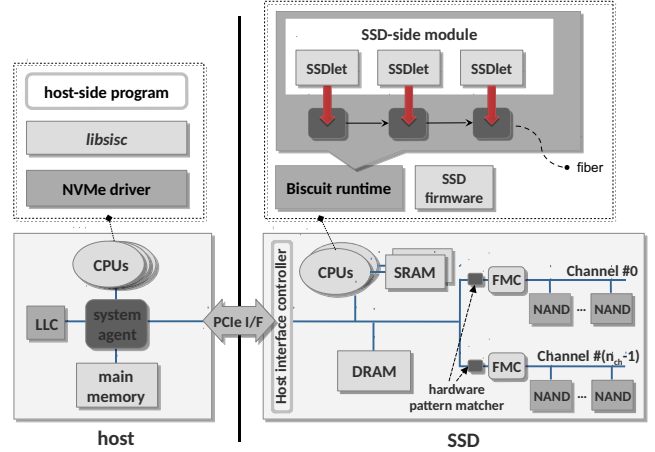 host-side program
libsisc
NVMe driver
CPUs
LLC
system
agent
main
memory
host
PCIe I/F
SSD-side module
SSDlet
SSDlet
SSDlet
fiber
Biscuit runtime
SSD
firmware
Host interface controller
CPUs
SRAM
DRAM
FMC
Channel #0
NAND ... NAND
FMC
Channel #(nch-1)
NAND ... NAND
hardware
pattern matcher
SSD